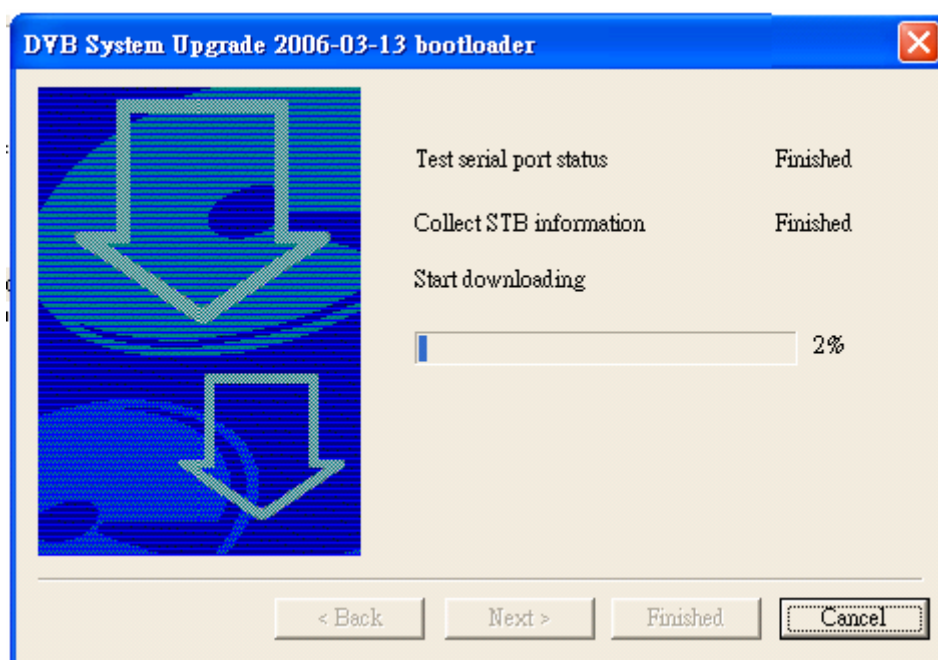 DVB System Upgrade 2006-03-13 bootloader
Test serial port status Finished
Collect STB information Finished
Start downloading
2%
< Back Next > Finished Cancel